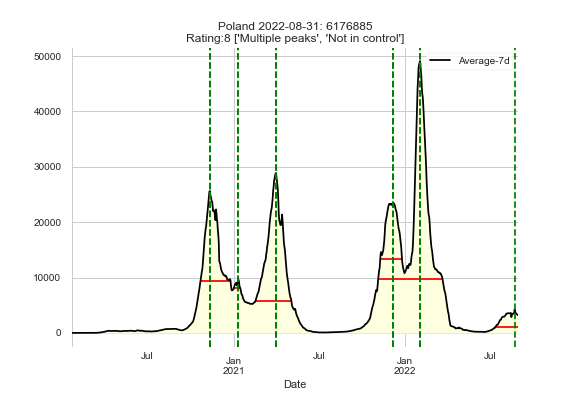 Poland 2022-08-31: 6176885
Rating:8 ['Multiple peaks', 'Not in control']
50000
Average-7d
40000
30000
20000
10000
0
Jul
Jan
2021
Jul
Jan
2022
Jul
Date